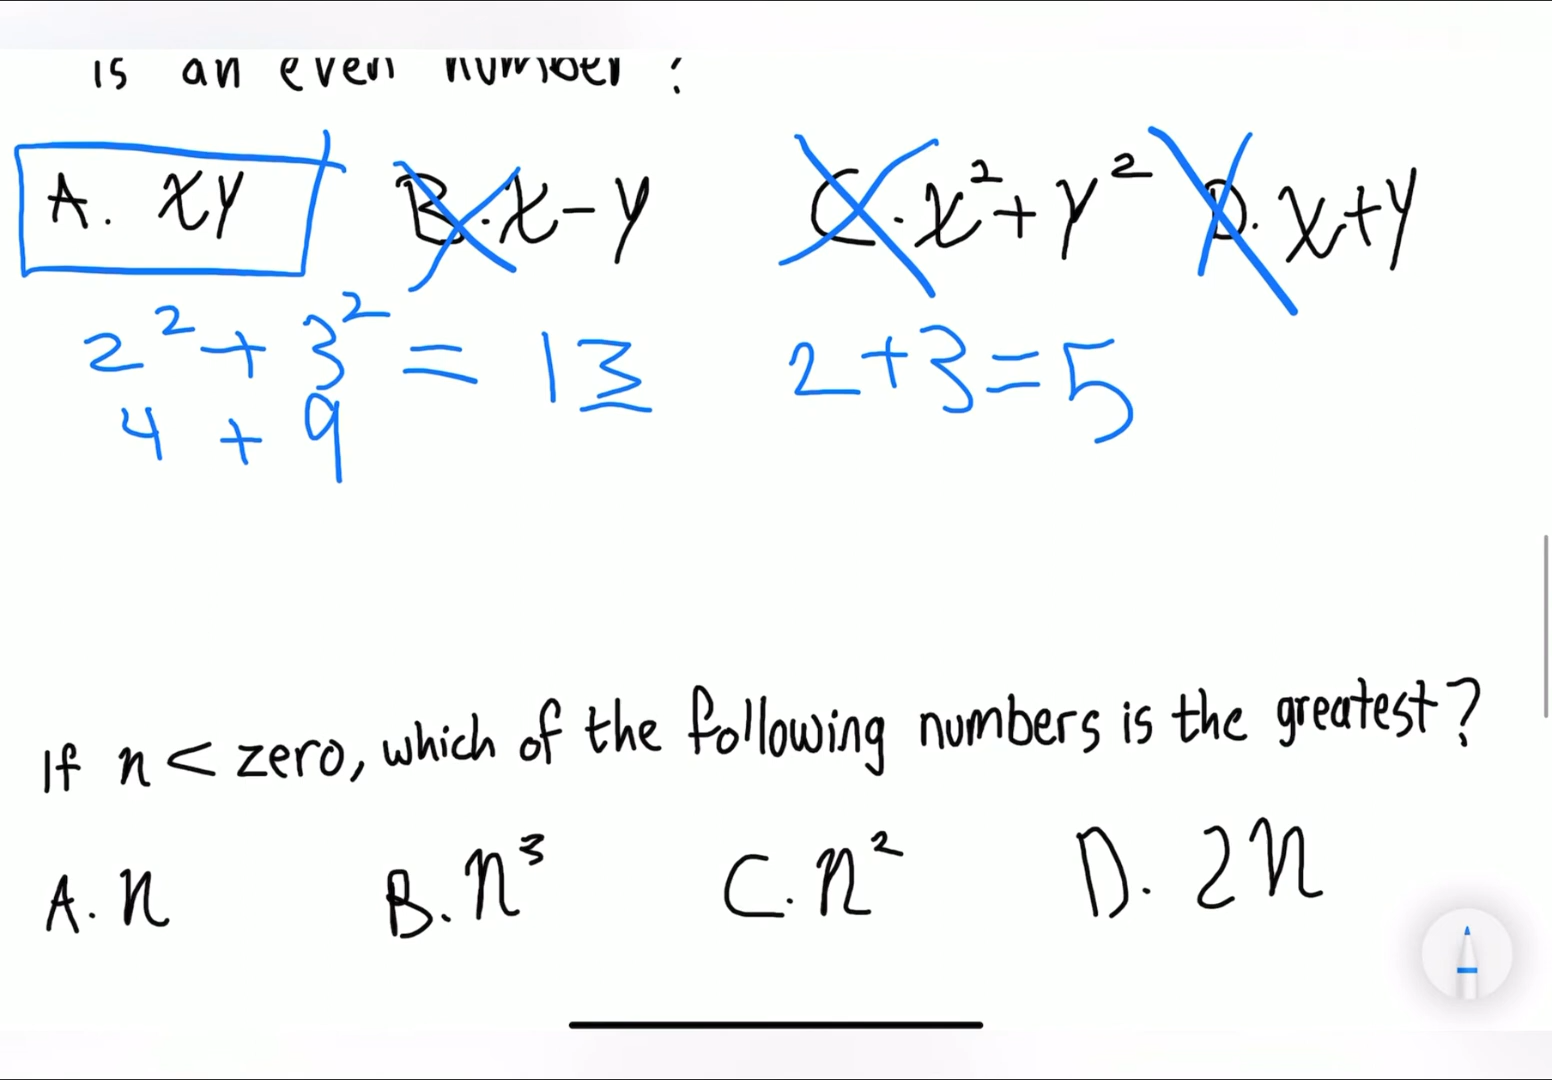 is an even number?
A. xy B. x-y C. x²+y² D. x+y
2²+3² = 13 2+3=5
4 + 9
If n < zero, which of the following numbers is the greatest?
A. n B. n³ C. n² D. 2n